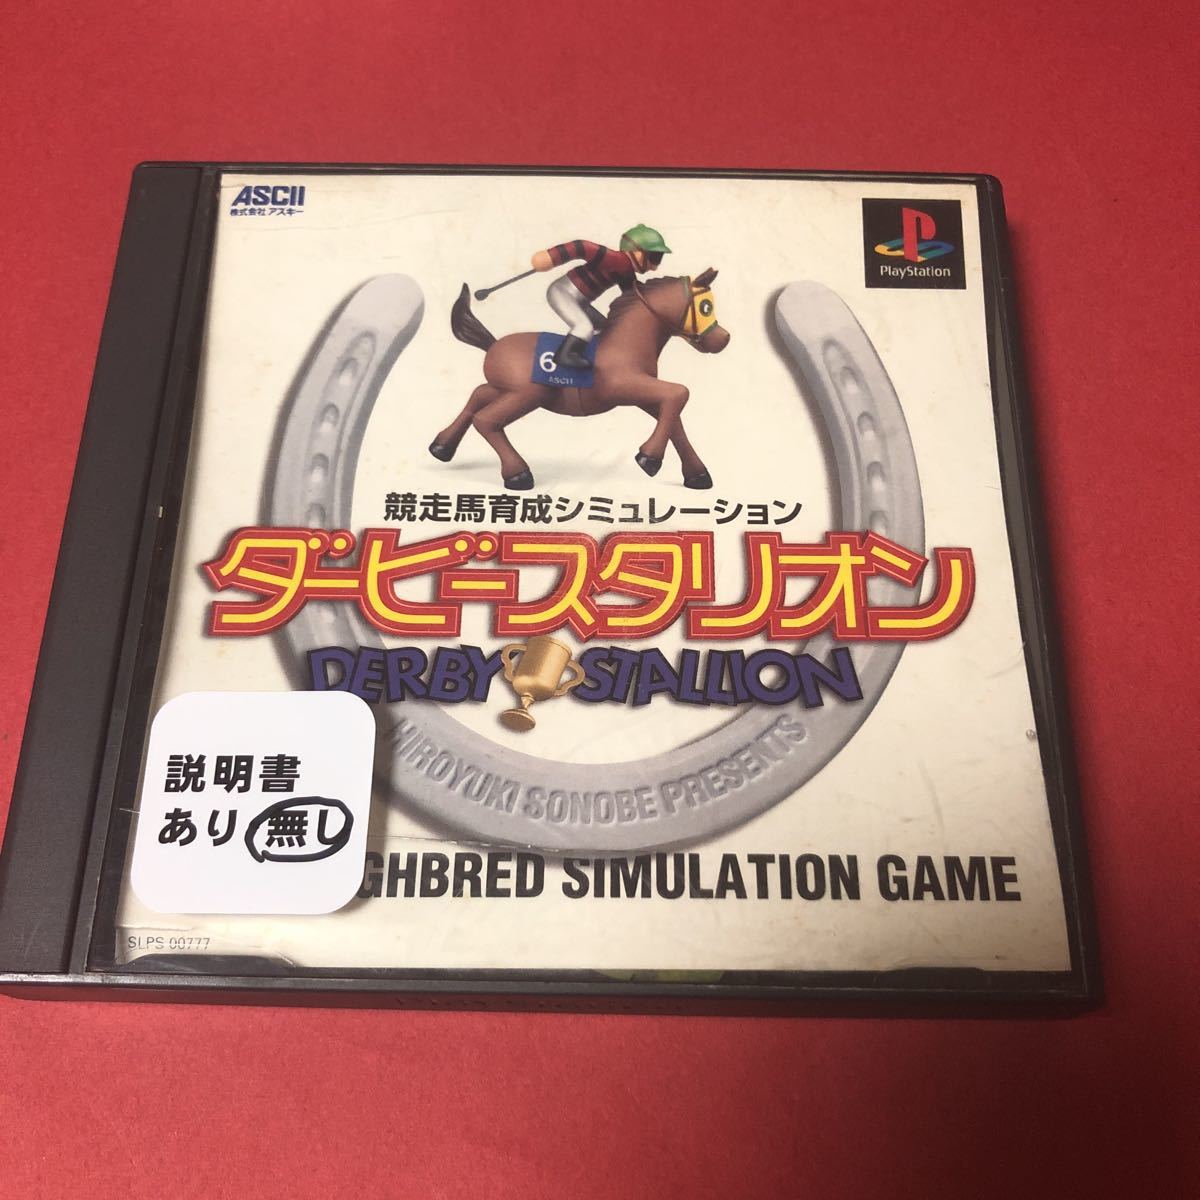 ASCII
株式会社アスキー
PlayStation
6
ASCII
競走馬育成シミュレーション
ダービースタリオン
DERBY STALLION
HIROYUKI SONOBE PRESENTS
説明書
あり 無し
GHBRED SIMULATION GAME
SLPS 00777